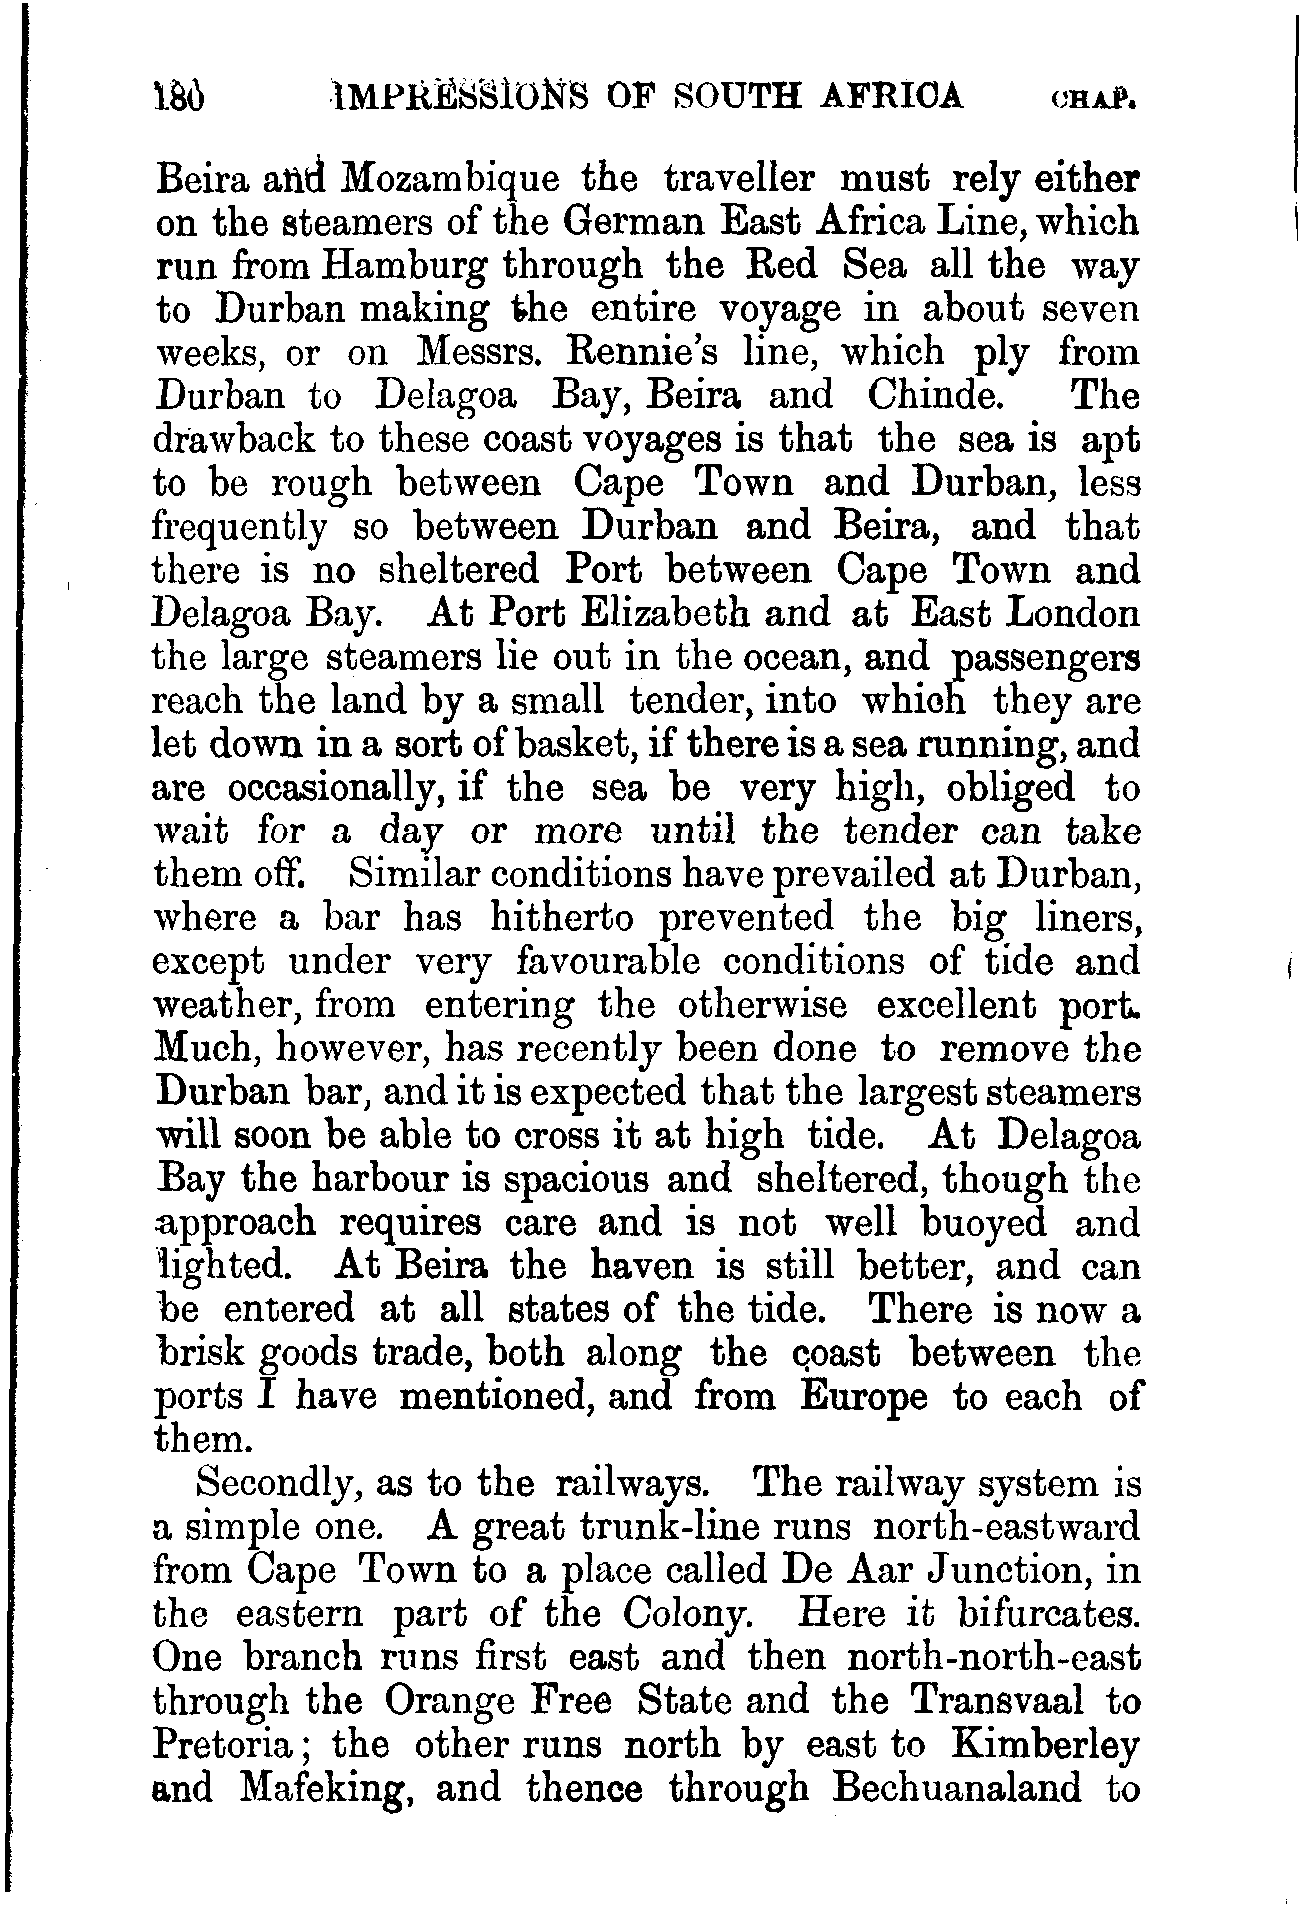 180 IMPRESSIONS OF SOUTH AFRICA CHAP.
Beira and Mozambique the traveller must rely either
on the steamers of the German East Africa Line, which
run from Hamburg through the Red Sea all the way
to Durban making the entire voyage in about seven
weeks, or on Messrs. Rennie's line, which ply from
Durban to Delagoa Bay, Beira and Chinde. The
drawback to these coast voyages is that the sea is apt
to be rough between Cape Town and Durban, less
frequently so between Durban and Beira, and that
there is no sheltered Port between Cape Town and
Delagoa Bay. At Port Elizabeth and at East London
the large steamers lie out in the ocean, and passengers
reach the land by a small tender, into which they are
let down in a sort of basket, if there is a sea running, and
are occasionally, if the sea be very high, obliged to
wait for a day or more until the tender can take
them off. Similar conditions have prevailed at Durban,
where a bar has hitherto prevented the big liners,
except under very favourable conditions of tide and
weather, from entering the otherwise excellent port.
Much, however, has recently been done to remove the
Durban bar, and it is expected that the largest steamers
will soon be able to cross it at high tide. At Delagoa
Bay the harbour is spacious and sheltered, though the
approach requires care and is not well buoyed and
lighted. At Beira the haven is still better, and can
be entered at all states of the tide. There is now a
brisk goods trade, both along the coast between the
ports I have mentioned, and from Europe to each of
them.
Secondly, as to the railways. The railway system is
a simple one. A great trunk-line runs north-eastward
from Cape Town to a place called De Aar Junction, in
the eastern part of the Colony. Here it bifurcates.
One branch runs first east and then north-north-east
through the Orange Free State and the Transvaal to
Pretoria; the other runs north by east to Kimberley
and Mafeking, and thence through Bechuanaland to